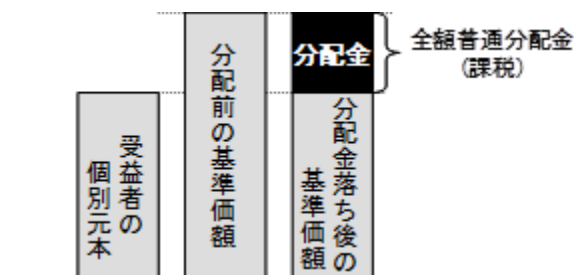 全額普通分配金
(課税)
分配金
分配前の基準価額
分配金落ち後の
基準価額
受益者の
個別元本